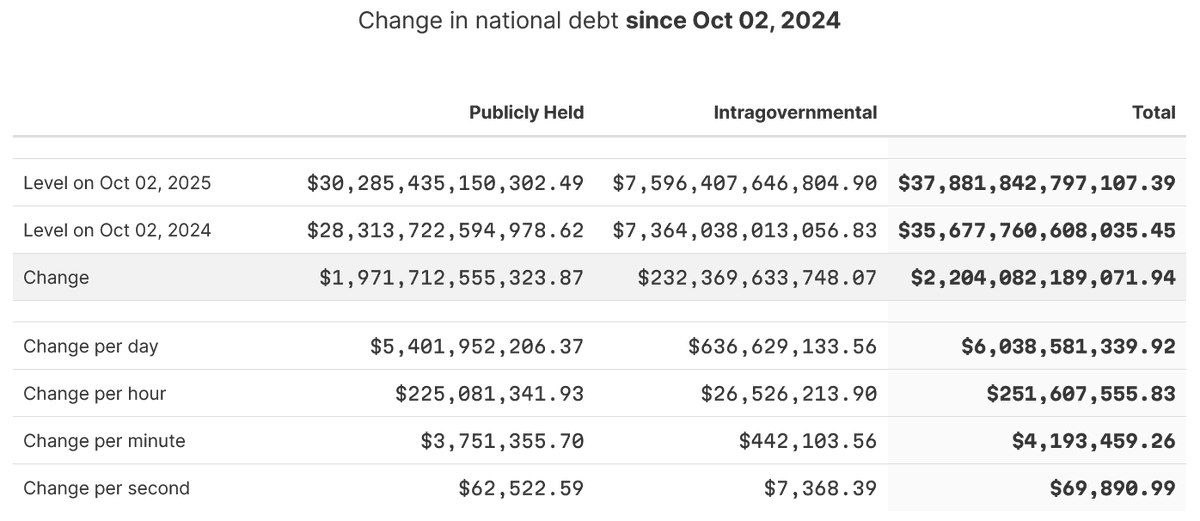 Change in national debt since Oct 02, 2024
Publicly Held Intragovernmental Total
Level on Oct 02, 2025 $30,285,435,150,302.49 $7,596,407,646,804.90 $37,881,842,797,107.39
Level on Oct 02, 2024 $28,313,722,594,978.62 $7,364,038,013,056.83 $35,677,760,608,035.45
Change $1,971,712,555,323.87 $232,369,633,748.07 $2,204,082,189,071.94
Change per day $5,401,952,206.37 $636,629,133.56 $6,038,581,339.92
Change per hour $225,081,341.93 $26,526,213.90 $251,607,555.83
Change per minute $3,751,355.70 $442,103.56 $4,193,459.26
Change per second $62,522.59 $7,368.39 $69,890.99